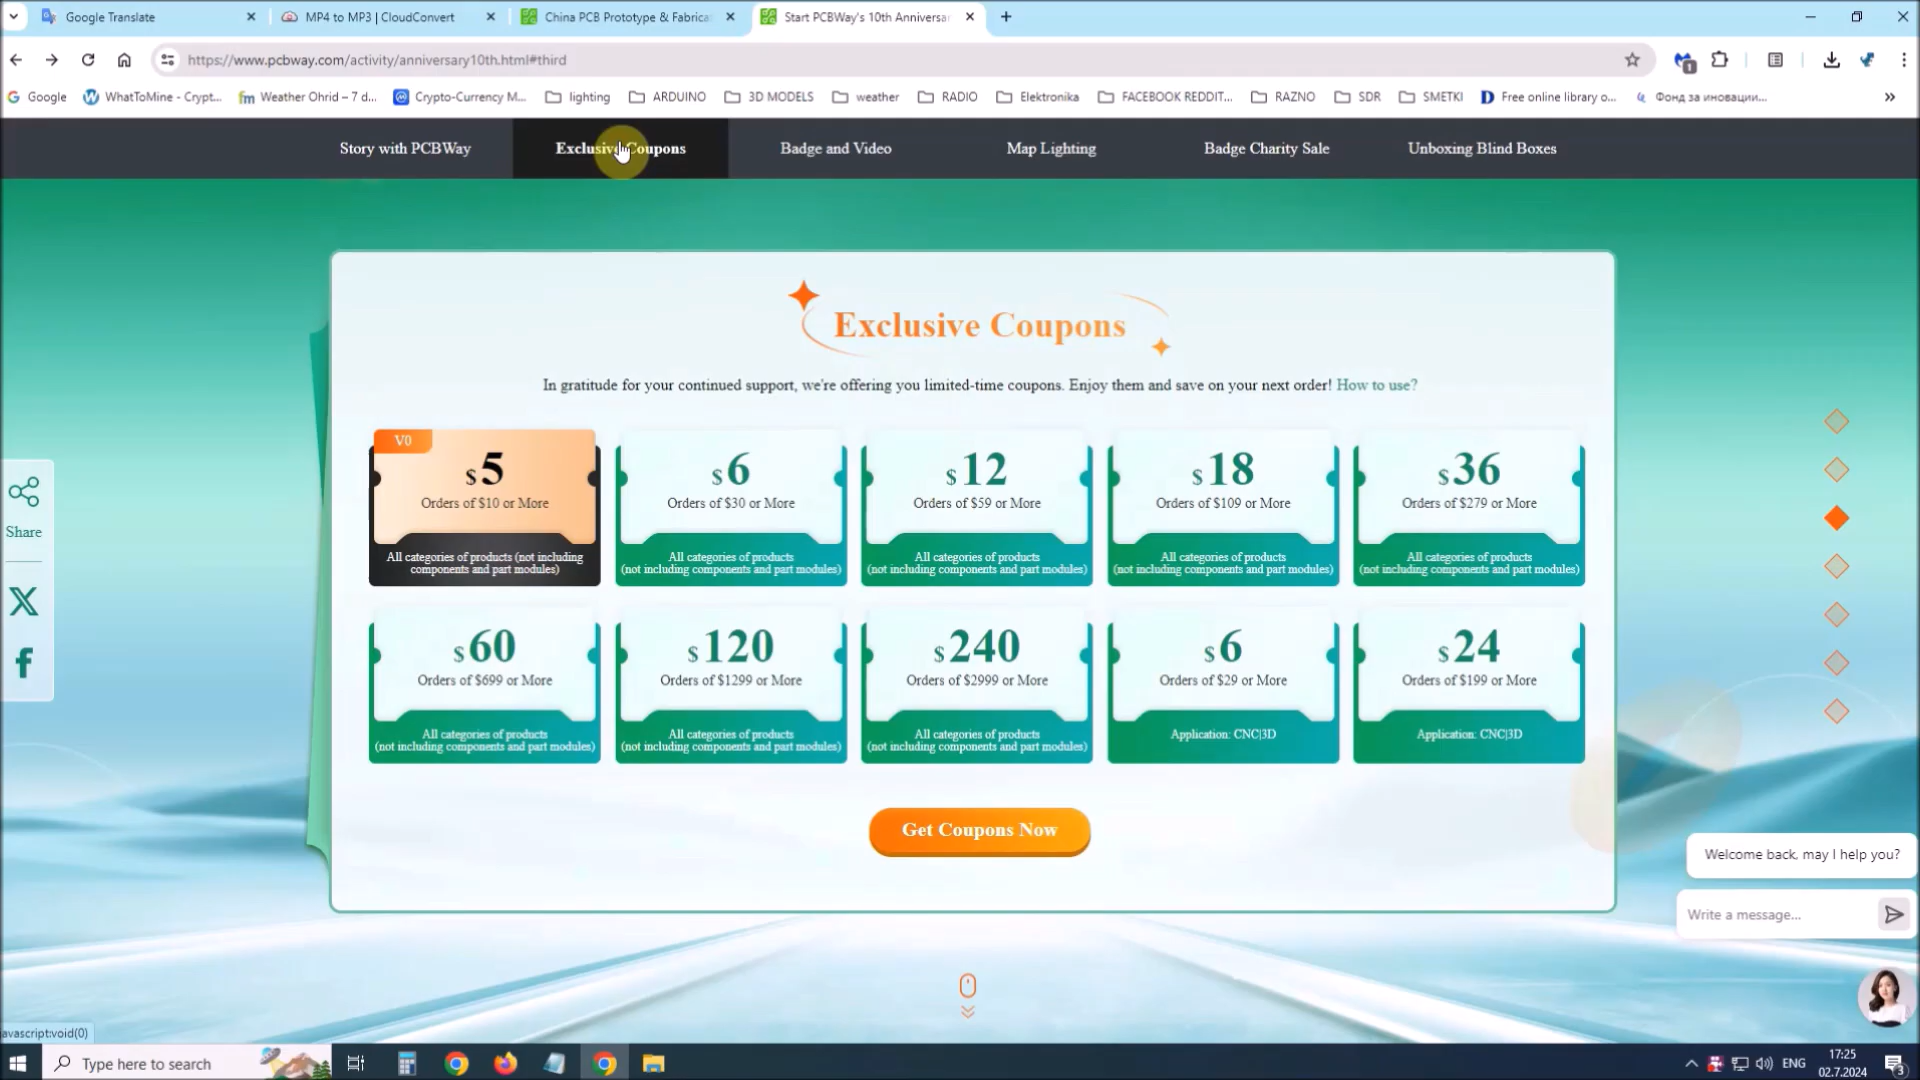 Google Translate
MP4 to MP3 | CloudConvert
China PCB Prototype & Fabrica
Start PCBWay's 10th Anniversa
https://www.pcbway.com/activity/anniversary10th.html#third
1
Google
WhatToMine - Crypt...
Weather Ohrid – 7 d...
Crypto-Currency M...
lighting
ARDUINO
3D MODELS
weather
RADIO
Elektronika
FACEBOOK REDDIT...
RAZNO
SDR
SMETKI
Free online library o...
Фонд за иновации...
Story with PCBWay
Exclusive Coupons
Badge and Video
Map Lighting
Badge Charity Sale
Unboxing Blind Boxes
Exclusive Coupons
In gratitude for your continued support, we're offering you limited-time coupons. Enjoy them and save on your next order! How to use?
V0
$5
Orders of $10 or More
All categories of products (not including
components and part modules)
$6
Orders of $30 or More
All categories of products
(not including components and part modules)
$12
Orders of $59 or More
All categories of products
(not including components and part modules)
$18
Orders of $109 or More
All categories of products
(not including components and part modules)
$36
Orders of $279 or More
All categories of products
(not including components and part modules)
$60
Orders of $699 or More
All categories of products
(not including components and part modules)
$120
Orders of $1299 or More
All categories of products
(not including components and part modules)
$240
Orders of $2999 or More
All categories of products
(not including components and part modules)
$6
Orders of $29 or More
Application: CNC|3D
$24
Orders of $199 or More
Application: CNC|3D
Get Coupons Now
Share
Welcome back, may I help you?
Write a message...
avascript:void(0)
Type here to search
ENG
17:25
02.7.2024
3